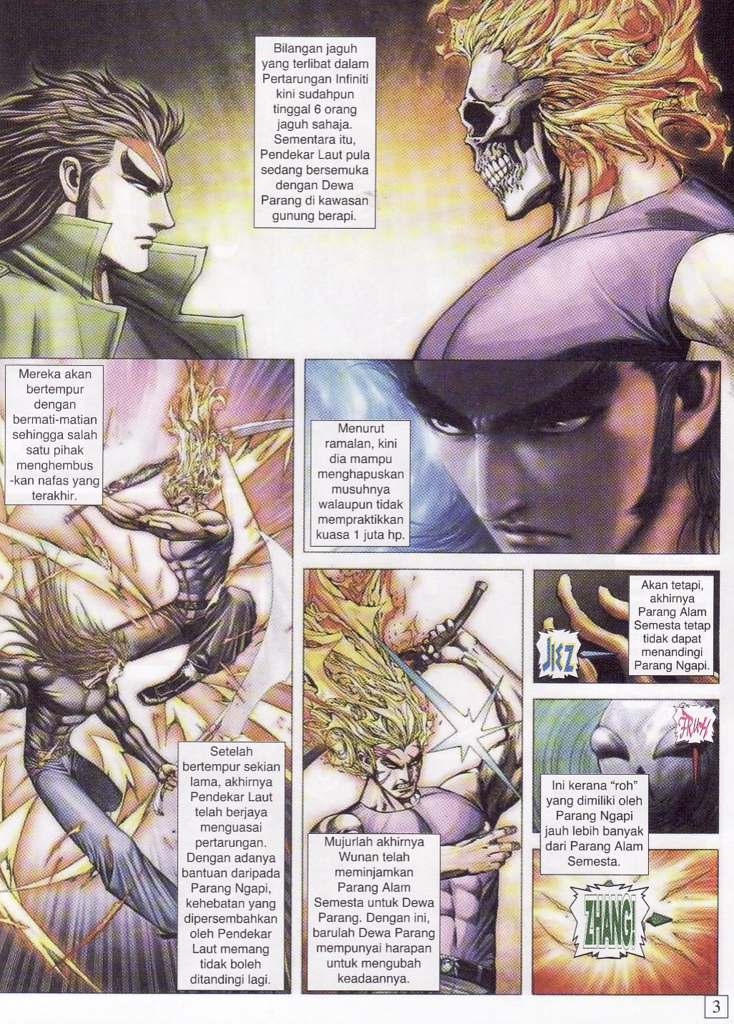 Bilangan jaguh
yang terlibat dalam
Pertarungan Infiniti
kini sudahpun
tinggal 6 orang
jaguh sahaja.
Sementara itu,
Pendekar Laut pula
sedang bersemuka
dengan Dewa
Parang di kawasan
gunung berapi.
Mereka akan
bertempur
dengan
bermati-matian
sehingga salah
satu pihak
menghembus
-kan nafas yang
terakhir.
Menurut
ramalan, kini
dia mampu
menghapuskan
musuhnya
walaupun tidak
mempraktikkan
kuasa 1 juta hp.
Setelah
bertempur sekian
lama, akhirnya
Pendekar Laut
telah berjaya
menguasai
pertarungan.
Dengan adanya
bantuan daripada
Parang Ngapi,
kehebatan yang
dipersembahkan
oleh Pendekar
Laut memang
tidak boleh
ditandingi lagi.
Mujurlah akhirnya
Wunan telah
meminjamkan
Parang Alam
Semesta untuk Dewa
Parang. Dengan ini,
barulah Dewa Parang
mempunyai harapan
untuk mengubah
keadaannya.
Akan tetapi,
akhirnya
Parang Alam
Semesta tetap
tidak dapat
menandingi
Parang Ngapi.
JIEZ
Ini kerana "roh"
yang dimiliki oleh
Parang Ngapi
jauh lebih banyak
dari Parang Alam
Semesta.
ZHANG!
3